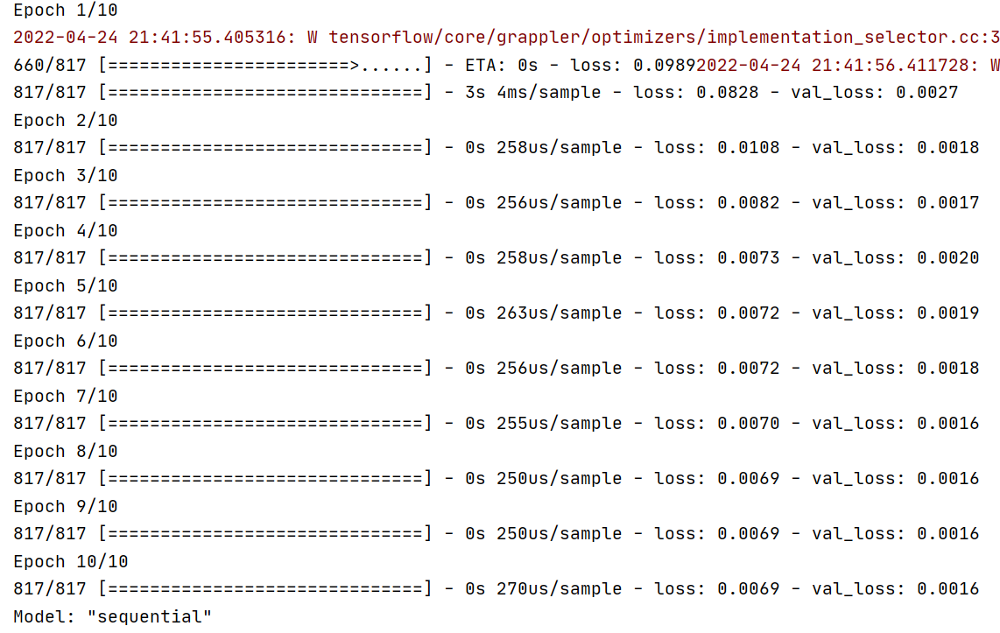 Epoch 1/10
2022-04-24 21:41:55.405316: W tensorflow/core/grappler/optimizers/implementation_selector.cc:3
660/817 [=======================>......] - ETA: 0s - loss: 0.09892022-04-24 21:41:56.411728: W
817/817 [==============================] - 3s 4ms/sample - loss: 0.0828 - val_loss: 0.0027
Epoch 2/10
817/817 [==============================] - 0s 258us/sample - loss: 0.0108 - val_loss: 0.0018
Epoch 3/10
817/817 [==============================] - 0s 256us/sample - loss: 0.0082 - val_loss: 0.0017
Epoch 4/10
817/817 [==============================] - 0s 258us/sample - loss: 0.0073 - val_loss: 0.0020
Epoch 5/10
817/817 [==============================] - 0s 263us/sample - loss: 0.0072 - val_loss: 0.0019
Epoch 6/10
817/817 [==============================] - 0s 256us/sample - loss: 0.0072 - val_loss: 0.0018
Epoch 7/10
817/817 [==============================] - 0s 255us/sample - loss: 0.0070 - val_loss: 0.0016
Epoch 8/10
817/817 [==============================] - 0s 250us/sample - loss: 0.0069 - val_loss: 0.0016
Epoch 9/10
817/817 [==============================] - 0s 250us/sample - loss: 0.0069 - val_loss: 0.0016
Epoch 10/10
817/817 [==============================] - 0s 270us/sample - loss: 0.0069 - val_loss: 0.0016
Model: "sequential"